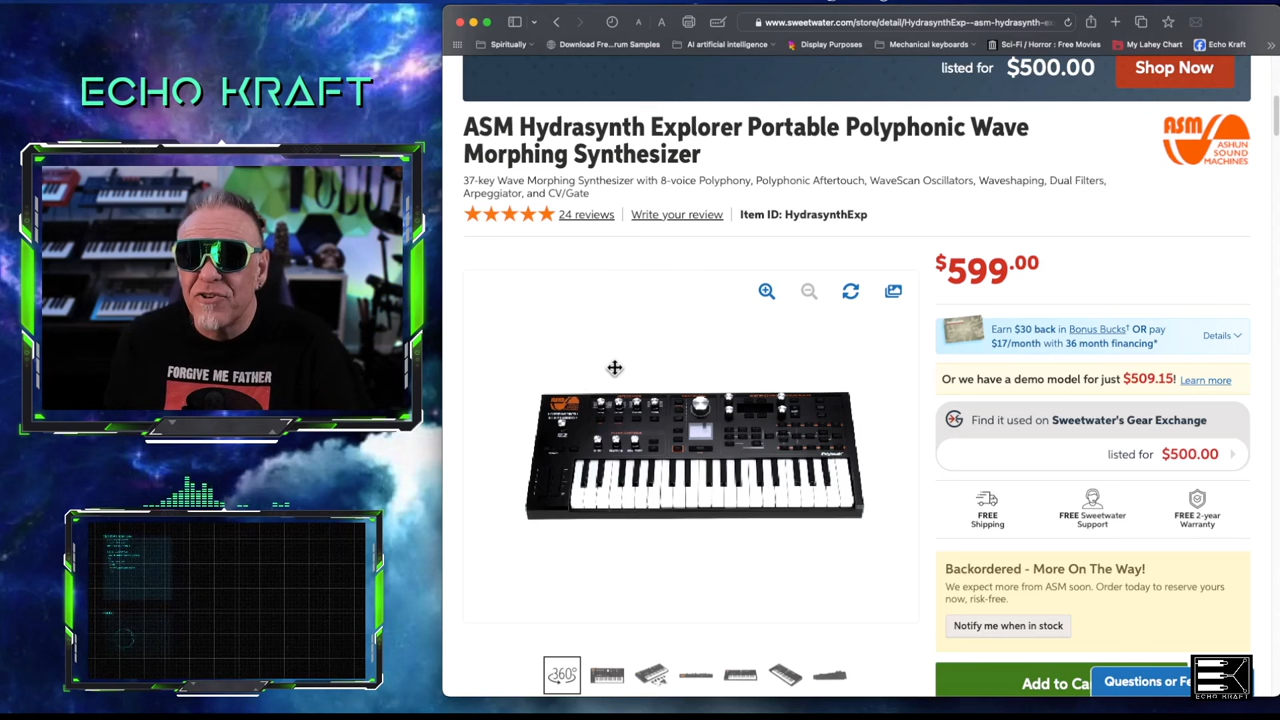 www.sweetwater.com/store/detail/HydrasynthExp--asm-hydrasynth-ex
Spiritually
Download Fre...rum Samples
AI artificial intelligence
Display Purposes
Mechanical keyboards
Sci-Fi / Horror : Free Movies
My Lahey Chart
Echo Kraft
ECHO KRAFT
listed for $500.00
Shop Now
ASM Hydrasynth Explorer Portable Polyphonic Wave
Morphing Synthesizer
ASM
ASHUN
SOUND
MACHINES
37-key Wave Morphing Synthesizer with 8-voice Polyphony, Polyphonic Aftertouch, WaveScan Oscillators, Waveshaping, Dual Filters,
Arpeggiator, and CV/Gate
24 reviews
Write your review
Item ID: HydrasynthExp
$599.00
Earn $30 back in Bonus Bucks† OR pay
$17/month with 36 month financing*
Details
Or we have a demo model for just $509.15! Learn more
Find it used on Sweetwater's Gear Exchange
listed for $500.00
FREE
Shipping
FREE Sweetwater
Support
FREE 2-year
Warranty
Backordered - More On The Way!
We expect more from ASM soon. Order today to reserve yours
now, risk-free.
Notify me when in stock
Add to Ca
Questions or Fe
360°
FORGIVE ME FATHER
ECHO KRAFT